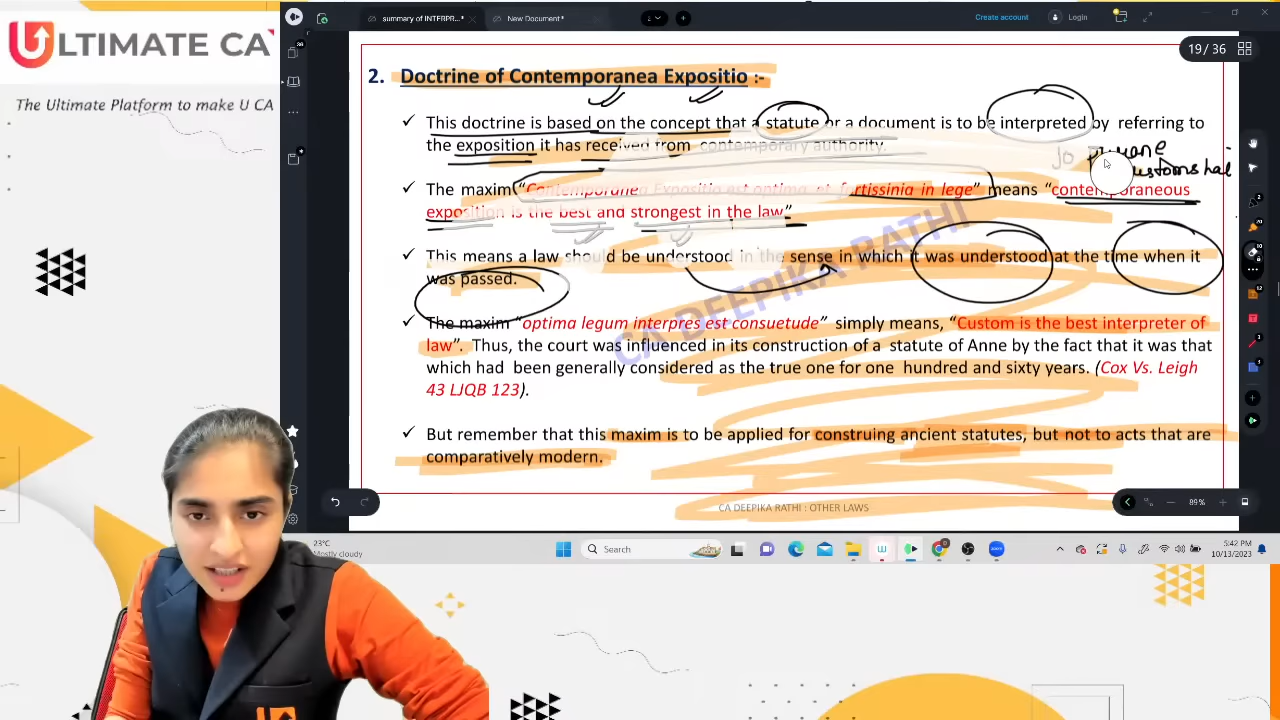 ULTIMATE CA
The Ultimate Platform to make U CA
summary of INTERPR...*
New Document*
Create account
Login
19 / 36
2. Doctrine of Contemporanea Expositio :-
✓ This doctrine is based on the concept that a statute or a document is to be interpreted by referring to
the exposition it has received from contemporary authority.
jo
customs hai
✓ The maxim “Contemporanea Expositio est optima et fortissinia in lege” means “contemporaneous
exposition is the best and strongest in the law”
✓ This means a law should be understood in the sense in which it was understood at the time when it
was passed.
✓ The maxim “optima legum interpres est consuetude” simply means, “Custom is the best interpreter of
law”. Thus, the court was influenced in its construction of a statute of Anne by the fact that it was that
which had been generally considered as the true one for one hundred and sixty years. (Cox Vs. Leigh
43 LJQB 123).
✓ But remember that this maxim is to be applied for construing ancient statutes, but not to acts that are
comparatively modern.
CA DEEPIKA RATHI
CA DEEPIKA RATHI : OTHER LAWS
89%
23°C
Mostly cloudy
Search
5:42 PM
10/13/2023